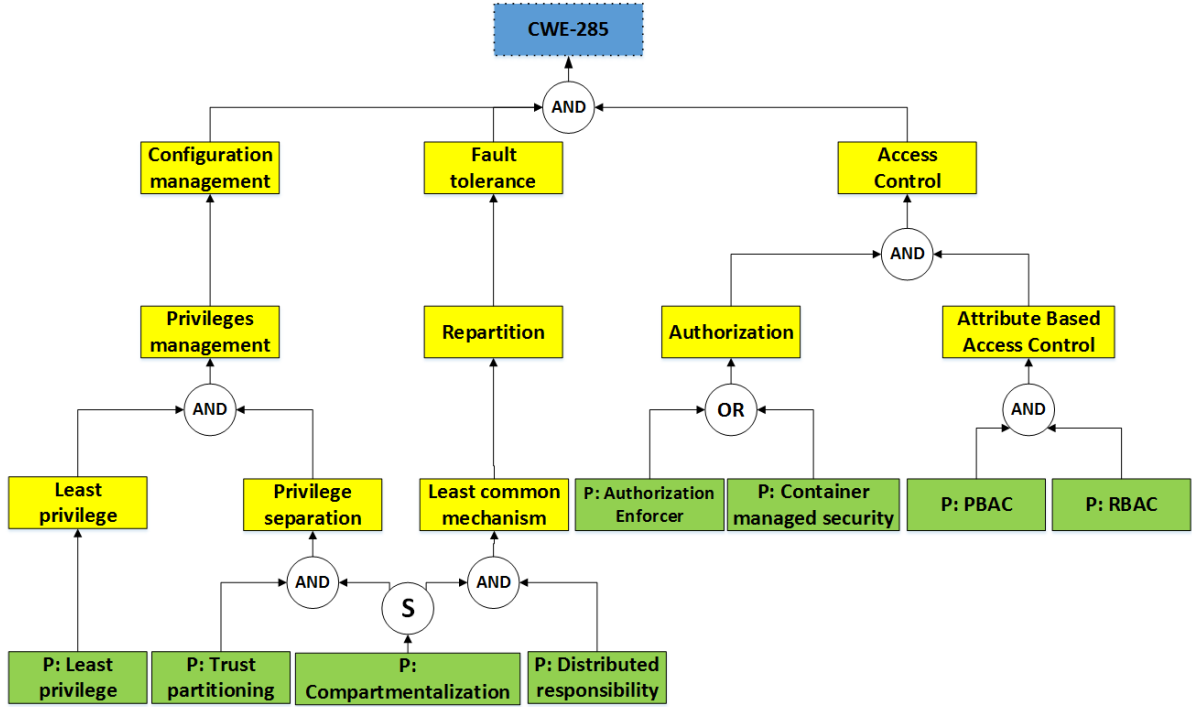 CWE-285
AND
Configuration
management
Fault
tolerance
Access
Control
AND
Privileges
management
Repartition
Authorization
Attribute Based
Access Control
AND
OR
AND
Least
privilege
Privilege
separation
Least common
mechanism
P: Authorization
Enforcer
P: Container
managed security
P: PBAC
P: RBAC
AND
AND
S
P: Least
privilege
P: Trust
partitioning
P:
Compartmentalization
P: Distributed
responsibility